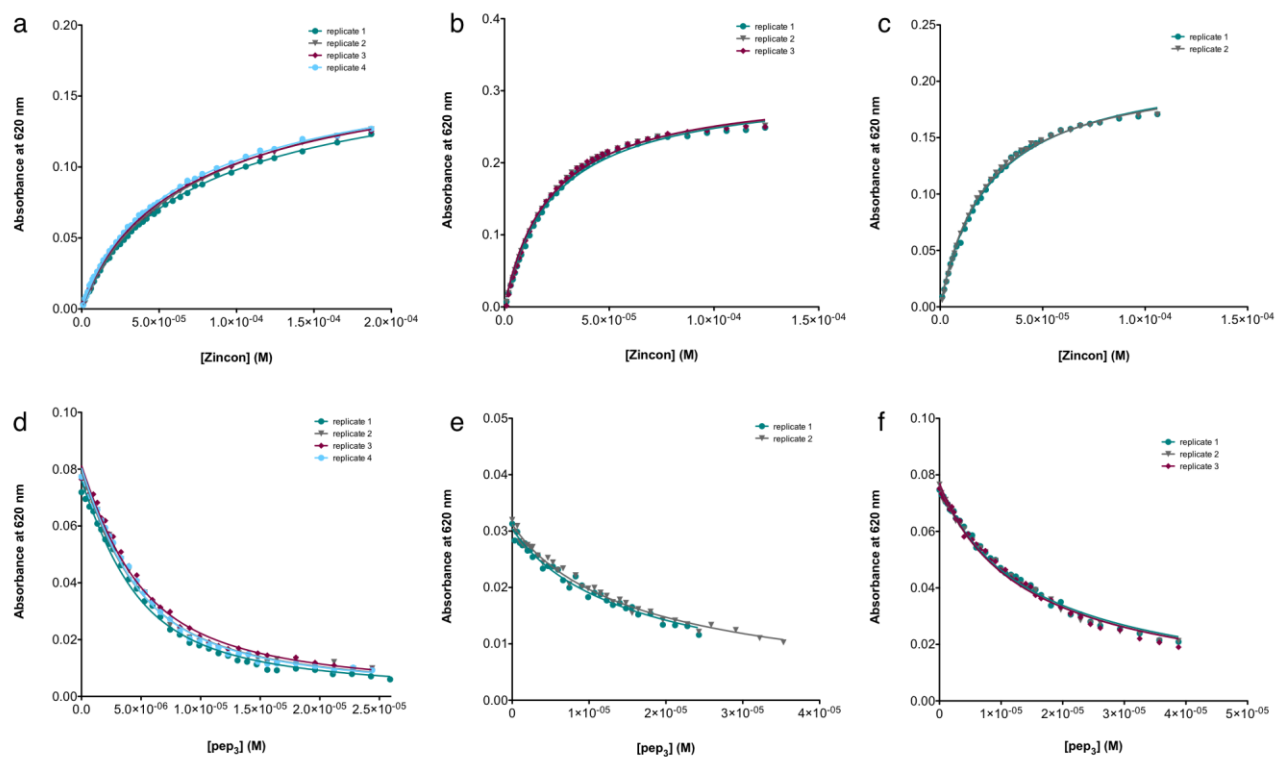 a
0.20
0.15
0.10
0.05
0.00
Absorbance at 620 nm
0.0
5.0×10⁻⁰⁵
1.0×10⁻⁰⁴
1.5×10⁻⁰⁴
2.0×10⁻⁰⁴
[Zincon] (M)
replicate 1
replicate 2
replicate 3
replicate 4
b
0.4
0.3
0.2
0.1
0.0
Absorbance at 620 nm
0.0
5.0×10⁻⁰⁵
1.0×10⁻⁰⁴
1.5×10⁻⁰⁴
[Zincon] (M)
replicate 1
replicate 2
replicate 3
c
0.25
0.20
0.15
0.10
0.05
0.00
Absorbance at 620 nm
0.0
5.0×10⁻⁰⁵
1.0×10⁻⁰⁴
1.5×10⁻⁰⁴
[Zincon] (M)
replicate 1
replicate 2
d
0.10
0.08
0.06
0.04
0.02
0.00
Absorbance at 620 nm
0.0
5.0×10⁻⁰⁶
1.0×10⁻⁰⁵
1.5×10⁻⁰⁵
2.0×10⁻⁰⁵
2.5×10⁻⁰⁵
[pep₃] (M)
replicate 1
replicate 2
replicate 3
replicate 4
e
0.05
0.04
0.03
0.02
0.01
0.00
Absorbance at 620 nm
0
1×10⁻⁰⁵
2×10⁻⁰⁵
3×10⁻⁰⁵
4×10⁻⁰⁵
[pep₃] (M)
replicate 1
replicate 2
f
0.10
0.08
0.06
0.04
0.02
0.00
Absorbance at 620 nm
0
1×10⁻⁰⁵
2×10⁻⁰⁵
3×10⁻⁰⁵
4×10⁻⁰⁵
5×10⁻⁰⁵
[pep₃] (M)
replicate 1
replicate 2
replicate 3